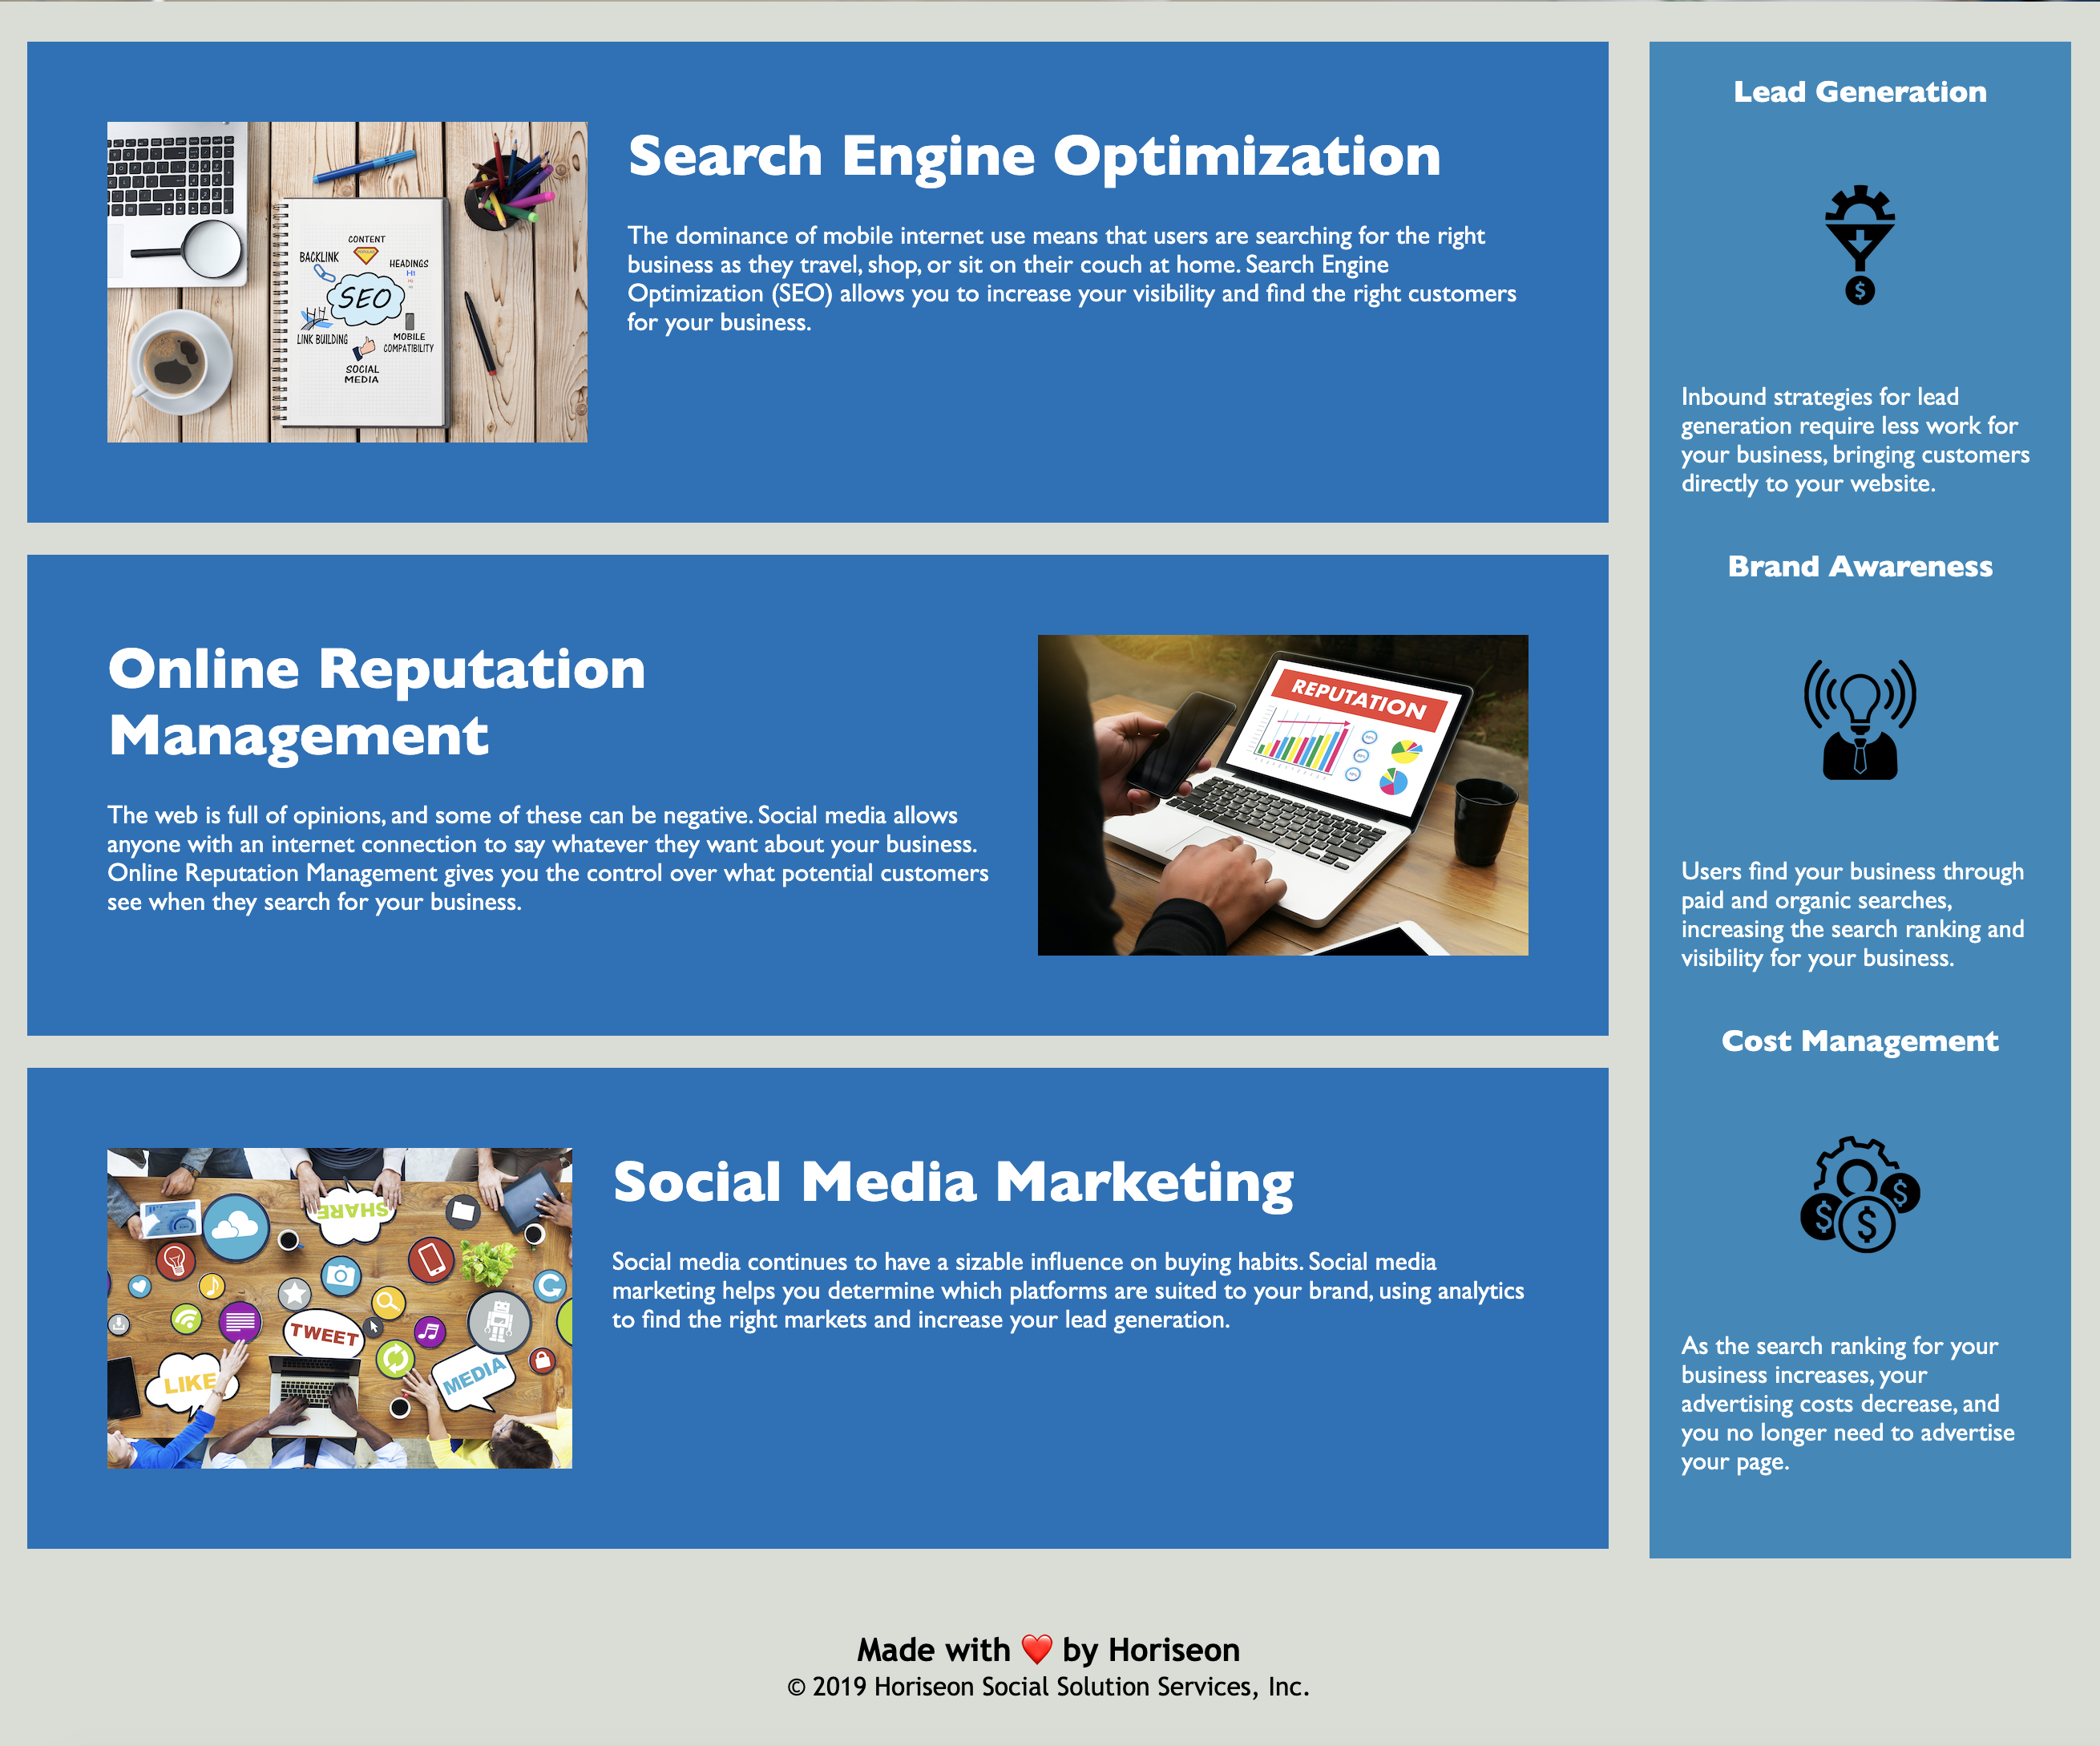 Search Engine Optimization
The dominance of mobile internet use means that users are searching for the right
business as they travel, shop, or sit on their couch at home. Search Engine
Optimization (SEO) allows you to increase your visibility and find the right customers
for your business.
CONTENT
BACKLINK
HEADINGS
H1
SEO
LINK BUILDING
MOBILE
COMPATIBILITY
SOCIAL
MEDIA
Online Reputation
Management
The web is full of opinions, and some of these can be negative. Social media allows
anyone with an internet connection to say whatever they want about your business.
Online Reputation Management gives you the control over what potential customers
see when they search for your business.
REPUTATION
Social Media Marketing
Social media continues to have a sizable influence on buying habits. Social media
marketing helps you determine which platforms are suited to your brand, using analytics
to find the right markets and increase your lead generation.
SHARE
TWEET
LIKE
MEDIA
Lead Generation
$
Inbound strategies for lead
generation require less work for
your business, bringing customers
directly to your website.
Brand Awareness
Users find your business through
paid and organic searches,
increasing the search ranking and
visibility for your business.
Cost Management
$ $ $
As the search ranking for your
business increases, your
advertising costs decrease, and
you no longer need to advertise
your page.
Made with ❤️ by Horiseon
© 2019 Horiseon Social Solution Services, Inc.